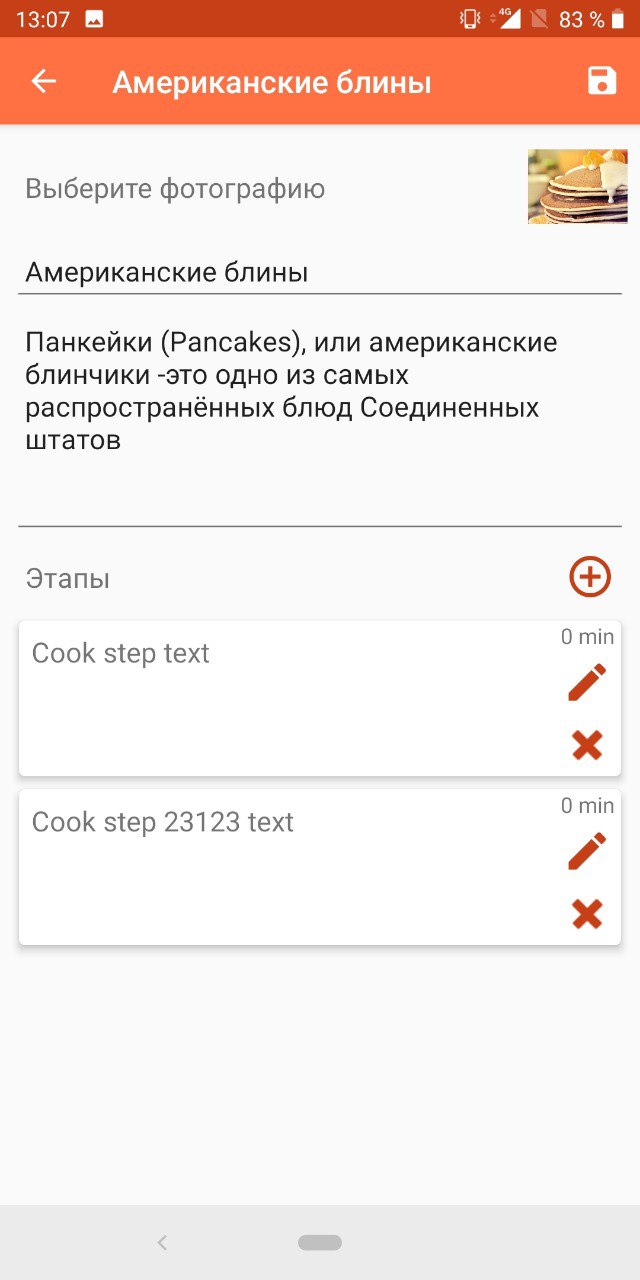 13:07
4G
83 %
Американские блины
Выберите фотографию
Американские блины
Панкейки (Pancakes), или американские
блинчики -это одно из самых
распространённых блюд Соединенных
штатов
Этапы
0 min
Cook step text
0 min
Cook step 23123 text